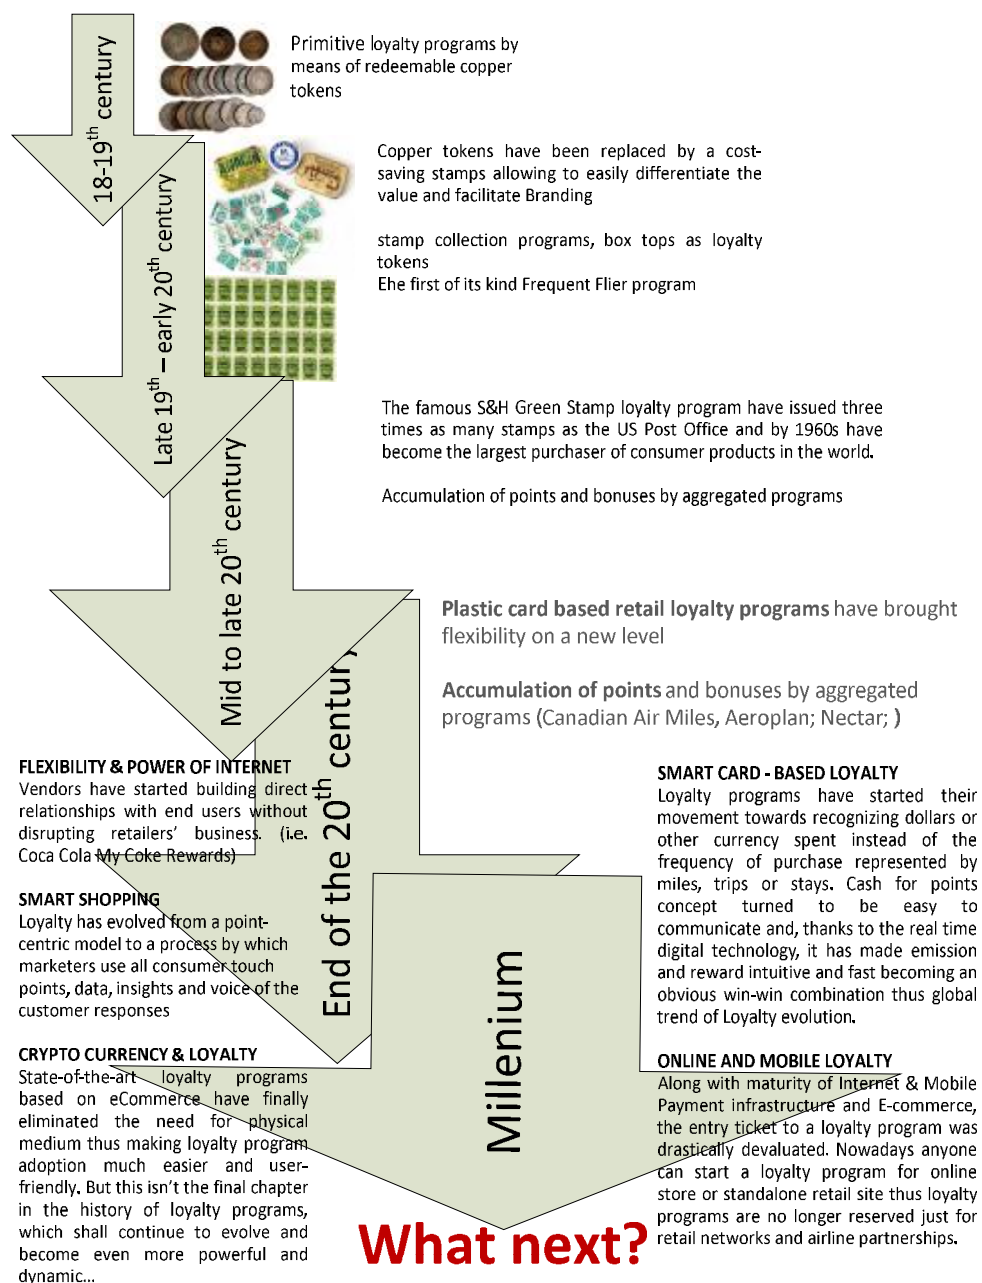 18-19th century
Primitive loyalty programs by
means of redeemable copper
tokens
Late 19th – early 20th century
Copper tokens have been replaced by a cost-
saving stamps allowing to easily differentiate the
value and facilitate Branding
stamp collection programs, box tops as loyalty
tokens
Ehe first of its kind Frequent Flier program
Mid to late 20th century
The famous S&H Green Stamp loyalty program have issued three
times as many stamps as the US Post Office and by 1960s have
become the largest purchaser of consumer products in the world.
Accumulation of points and bonuses by aggregated programs
End of the 20th century
Plastic card based retail loyalty programs have brought
flexibility on a new level
Accumulation of points and bonuses by aggregated
programs (Canadian Air Miles, Aeroplan; Nectar; )
FLEXIBILITY & POWER OF INTERNET
Vendors have started building direct
relationships with end users without
disrupting retailers' business. (i.e.
Coca Cola My Coke Rewards)
SMART SHOPPING
Loyalty has evolved from a point-
centric model to a process by which
marketers use all consumer touch
points, data, insights and voice of the
customer responses
CRYPTO CURRENCY & LOYALTY
State-of-the-art loyalty programs
based on eCommerce have finally
eliminated the need for physical
medium thus making loyalty program
adoption much easier and user-
friendly. But this isn't the final chapter
in the history of loyalty programs,
which shall continue to evolve and
become even more powerful and
dynamic...
Millenium
SMART CARD - BASED LOYALTY
Loyalty programs have started their
movement towards recognizing dollars or
other currency spent instead of the
frequency of purchase represented by
miles, trips or stays. Cash for points
concept turned to be easy to
communicate and, thanks to the real time
digital technology, it has made emission
and reward intuitive and fast becoming an
obvious win-win combination thus global
trend of Loyalty evolution.
ONLINE AND MOBILE LOYALTY
Along with maturity of Internet & Mobile
Payment infrastructure and E-commerce,
the entry ticket to a loyalty program was
drastically devaluated. Nowadays anyone
can start a loyalty program for online
store or standalone retail site thus loyalty
programs are no longer reserved just for
retail networks and airline partnerships.
What next?